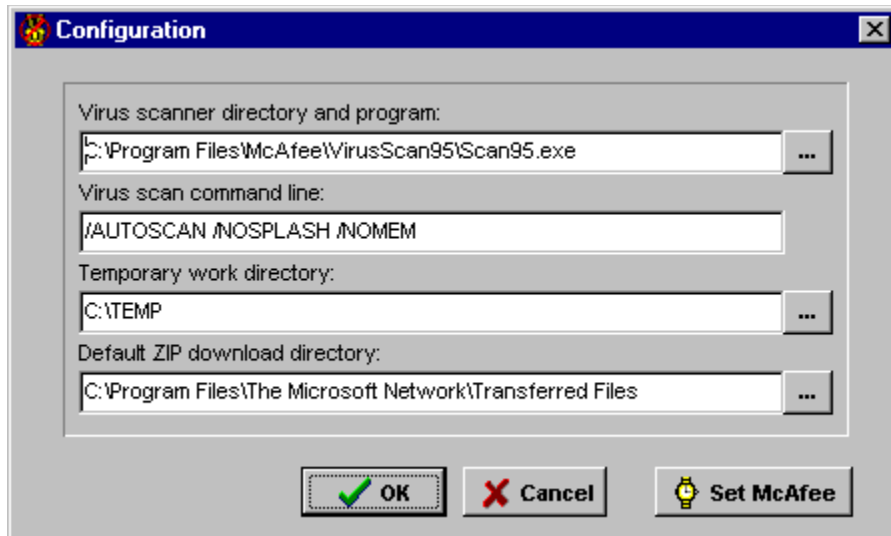 Configuration
Virus scanner directory and program:
C:\Program Files\McAfee\VirusScan95\Scan95.exe
...
Virus scan command line:
/AUTOSCAN /NOSPLASH /NOMEM
Temporary work directory:
C:\TEMP
...
Default ZIP download directory:
C:\Program Files\The Microsoft Network\Transferred Files
...
OK Cancel Set McAfee